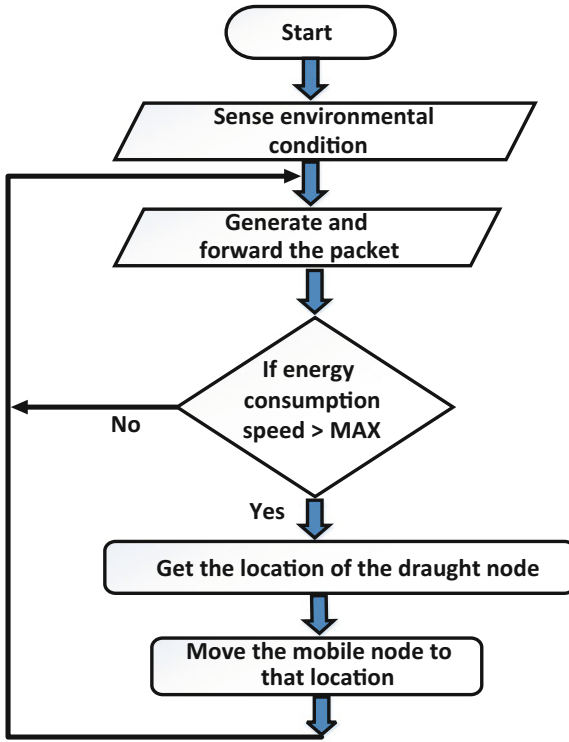 Start
Sense environmental
condition
Generate and
forward the packet
If energy
consumption
speed > MAX
No
Yes
Get the location of the draught node
Move the mobile node to
that location